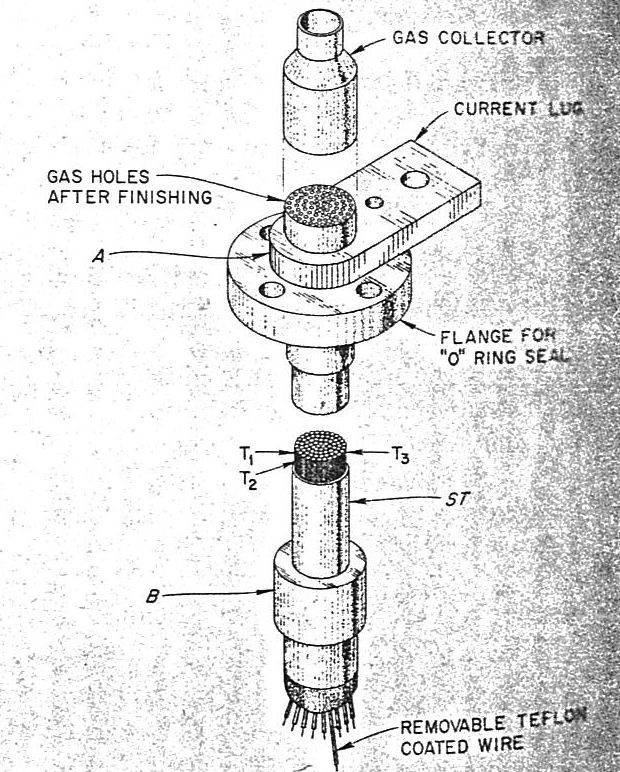 GAS COLLECTOR
CURRENT LUG
GAS HOLES
AFTER FINISHING
A
FLANGE FOR
"O" RING SEAL
T1
T3
T2
ST
B
REMOVABLE TEFLON
COATED WIRE